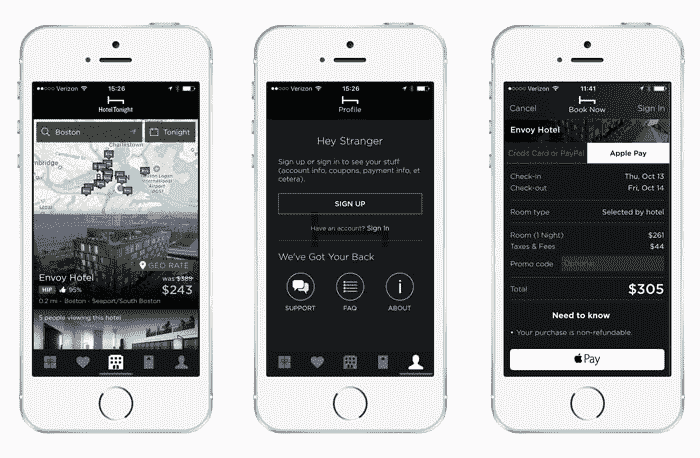 Verizon 15:26
HotelTonight
Boston
Tonight
Charlestown
Boston Logan
International
Airport
(BOS)
GEO RATE
Envoy Hotel
was $389
HIP 95%
$243
0.2 mi - Boston - Seaport/South Boston
5 people viewing this hotel
Verizon 15:26
Profile
Hey Stranger
Sign up or sign in to see your stuff
(account info, coupons, payment info, et
cetera).
SIGN UP
Have an account? Sign In
We've Got Your Back
SUPPORT FAQ ABOUT
Verizon 11:41
Cancel Book Now Sign In
Envoy Hotel
Credit Card or PayPal Apple Pay
Check-in Thu, Oct 13
Check-out Fri, Oct 14
Room type Selected by hotel
Room (1 Night) $261
Taxes & Fees $44
Promo code Optional
Total $305
Need to know
• Your purchase is non-refundable.
Pay